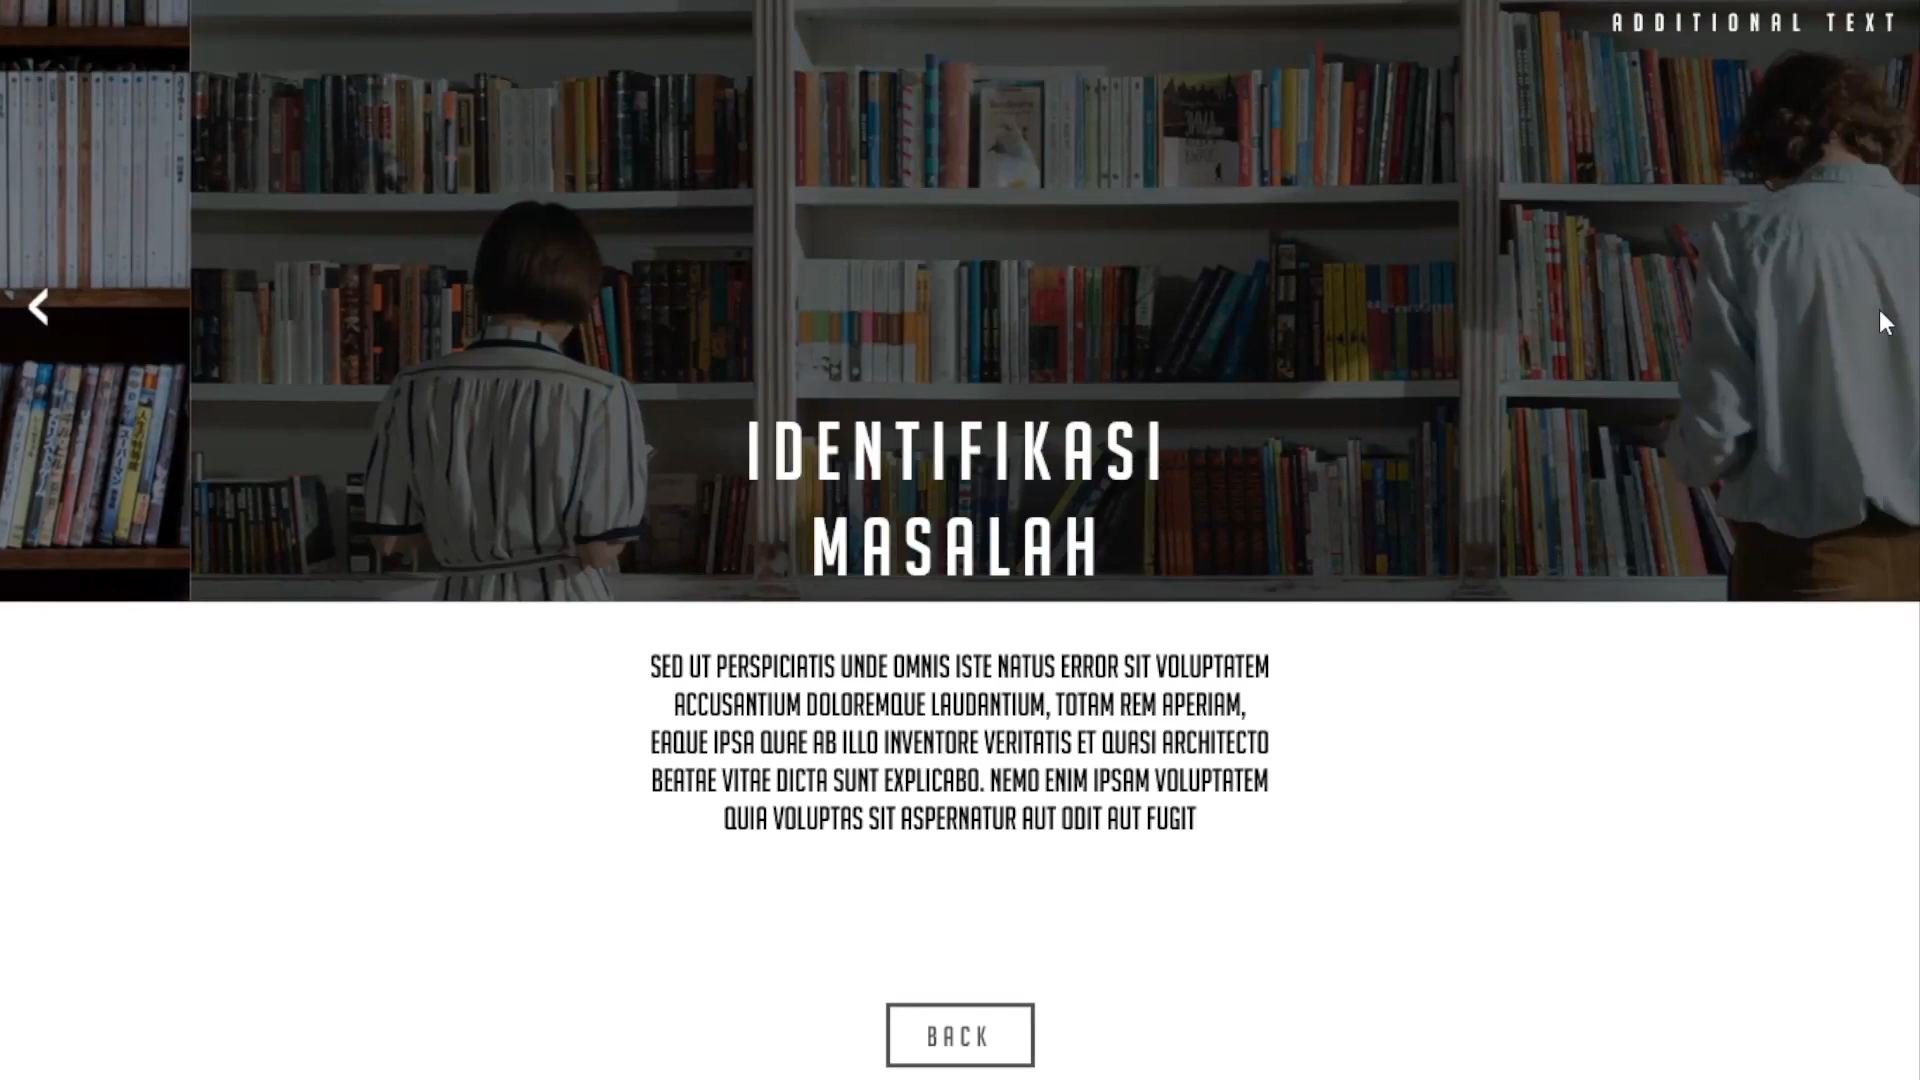 ADDITIONAL TEXT
IDENTIFIKASI
MASALAH
SED UT PERSPICIATIS UNDE OMNIS ISTE NATUS ERROR SIT VOLUPTATEM
ACCUSANTIUM DOLOREMQUE LAUDANTIUM, TOTAM REM APERIAM,
EAQUE IPSA QUAE AB ILLO INVENTORE VERITATIS ET QUASI ARCHITECTO
BEATAE VITAE DICTA SUNT EXPLICABO. NEMO ENIM IPSAM VOLUPTATEM
QUIA VOLUPTAS SIT ASPERNATUR AUT ODIT AUT FUGIT
BACK